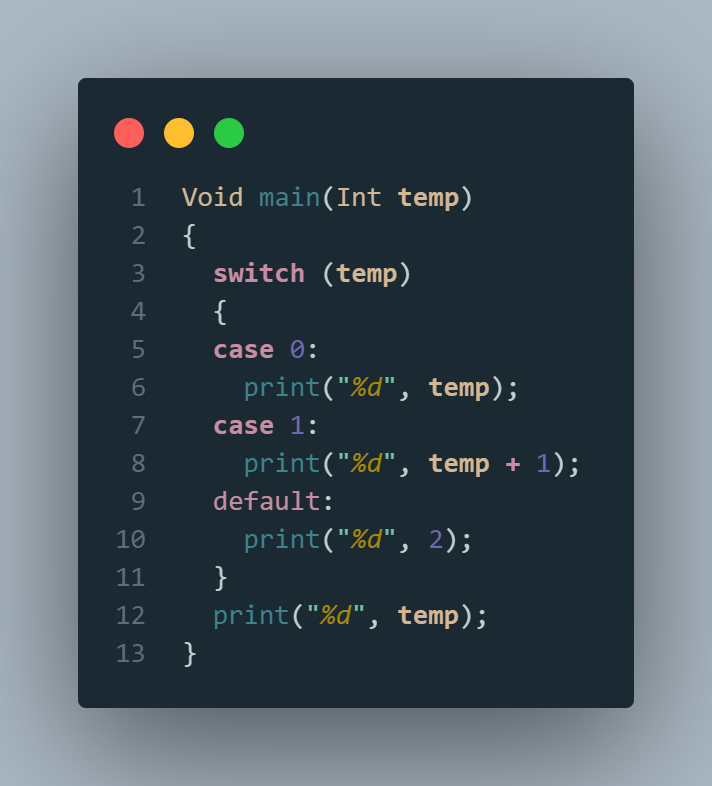 1 Void main(Int temp)
2 {
3   switch (temp)
4   {
5   case 0:
6     print("%d", temp);
7   case 1:
8     print("%d", temp + 1);
9   default:
10     print("%d", 2);
11   }
12   print("%d", temp);
13 }